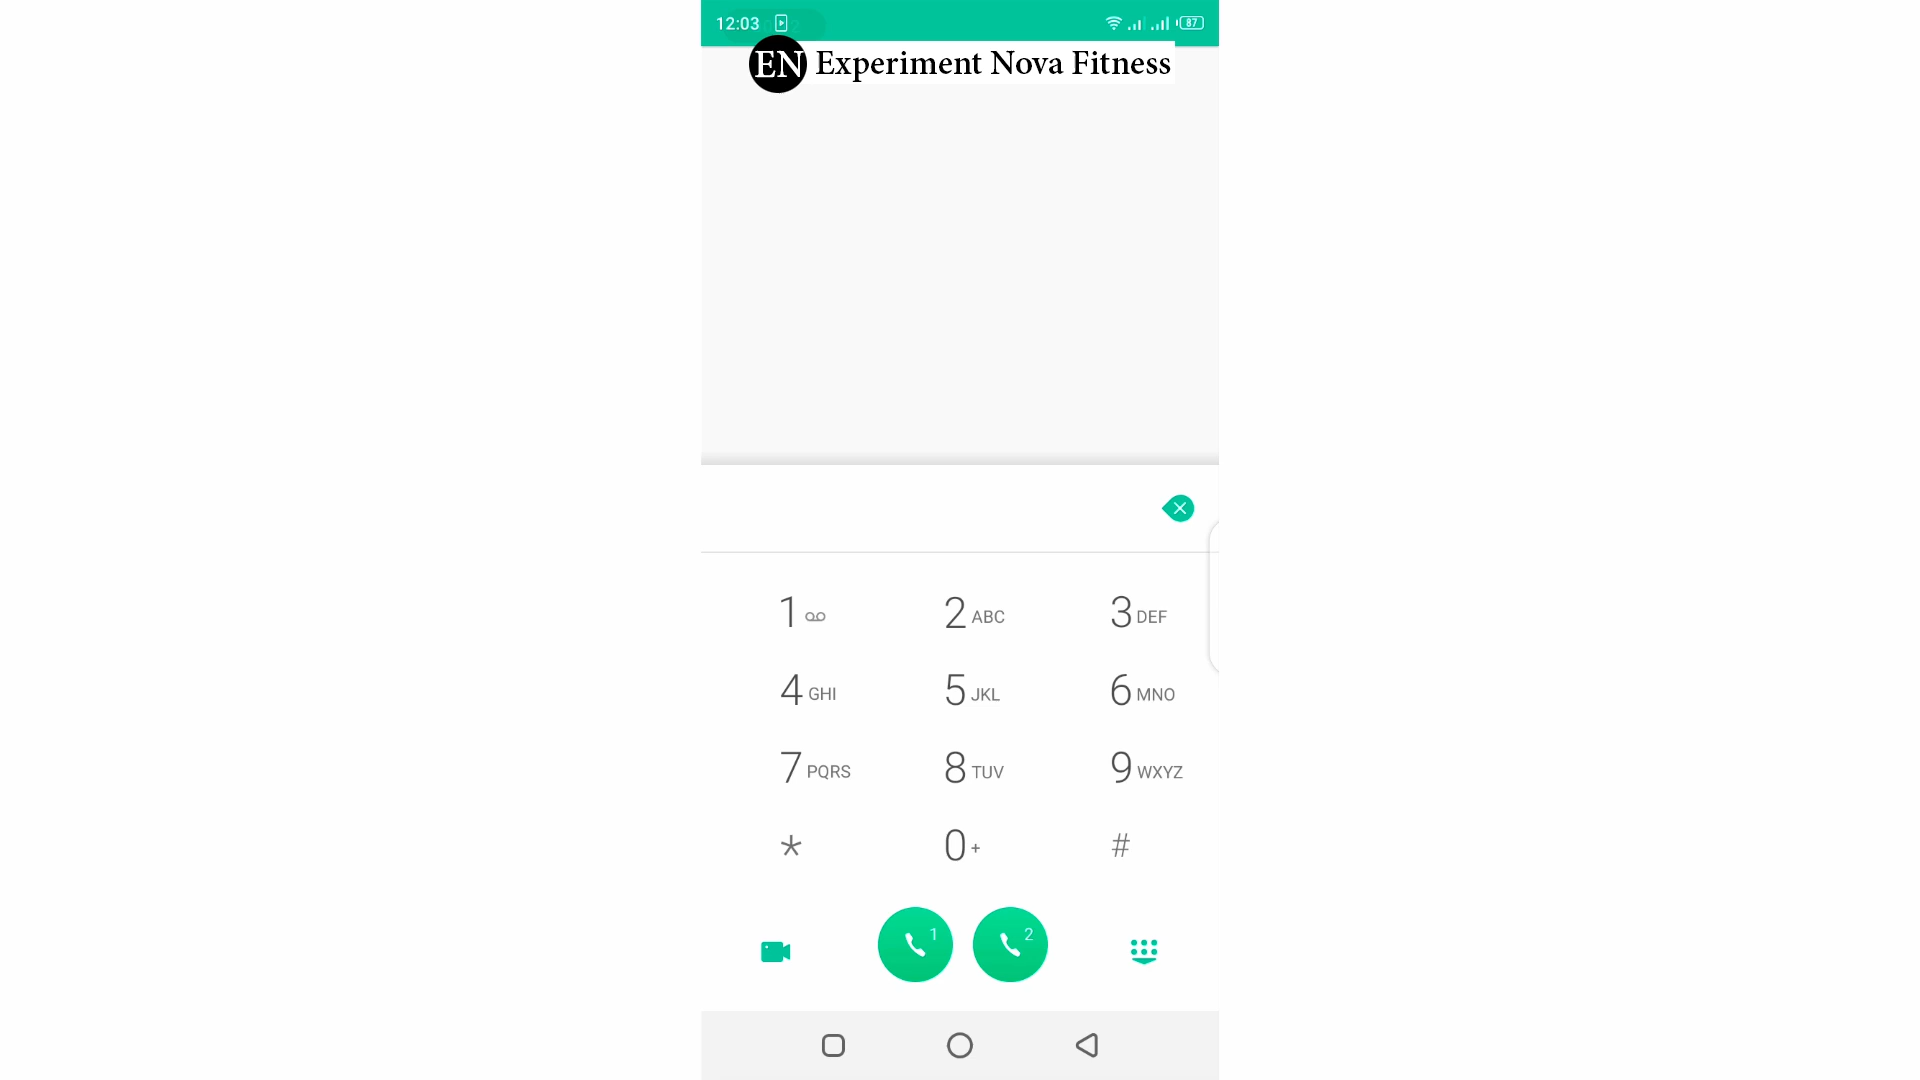 12:03
87
EN Experiment Nova Fitness
1 2 ABC 3 DEF
4 GHI 5 JKL 6 MNO
7 PQRS 8 TUV 9 WXYZ
* 0 + #
1 2